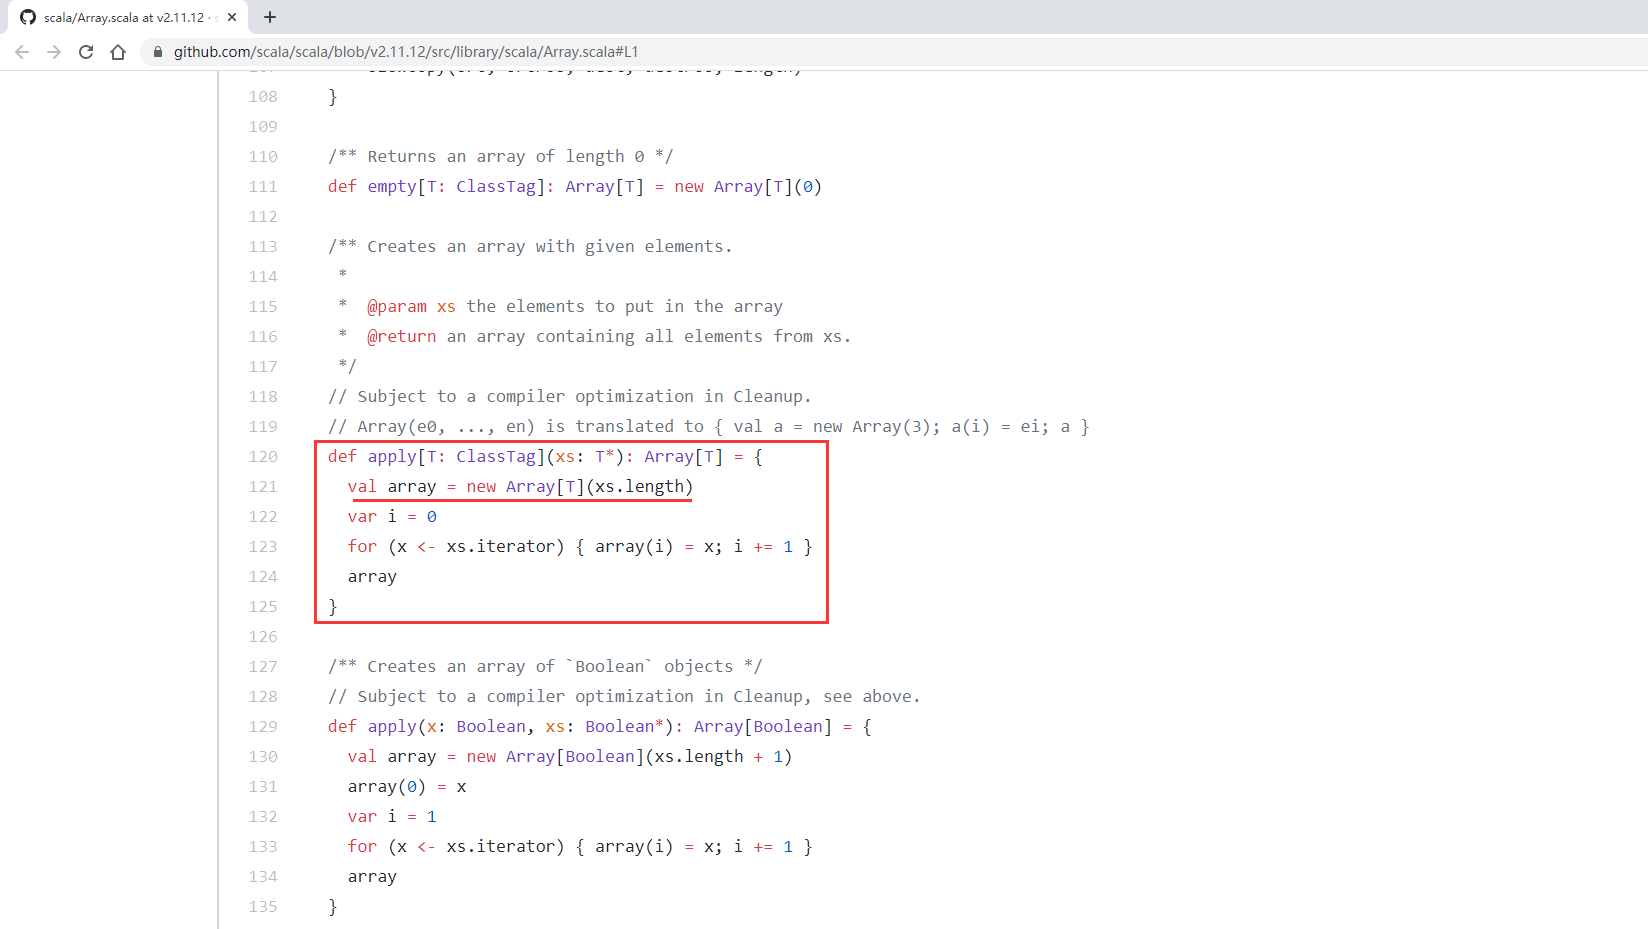 scala/Array.scala at v2.11.12 ·
github.com/scala/scala/blob/v2.11.12/src/library/scala/Array.scala#L1
108 }
109
110 /** Returns an array of length 0 */
111 def empty[T: ClassTag]: Array[T] = new Array[T](0)
112
113 /** Creates an array with given elements.
114 *
115 * @param xs the elements to put in the array
116 * @return an array containing all elements from xs.
117 */
118 // Subject to a compiler optimization in Cleanup.
119 // Array(e0, ..., en) is translated to { val a = new Array(3); a(i) = ei; a }
120 def apply[T: ClassTag](xs: T*): Array[T] = {
121 val array = new Array[T](xs.length)
122 var i = 0
123 for (x <- xs.iterator) { array(i) = x; i += 1 }
124 array
125 }
126
127 /** Creates an array of `Boolean` objects */
128 // Subject to a compiler optimization in Cleanup, see above.
129 def apply(x: Boolean, xs: Boolean*): Array[Boolean] = {
130 val array = new Array[Boolean](xs.length + 1)
131 array(0) = x
132 var i = 1
133 for (x <- xs.iterator) { array(i) = x; i += 1 }
134 array
135 }